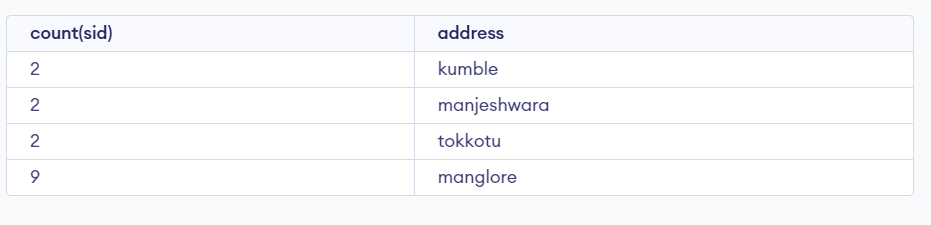 count(sid) address
2 kumble
2 manjeshwara
2 tokkotu
9 manglore